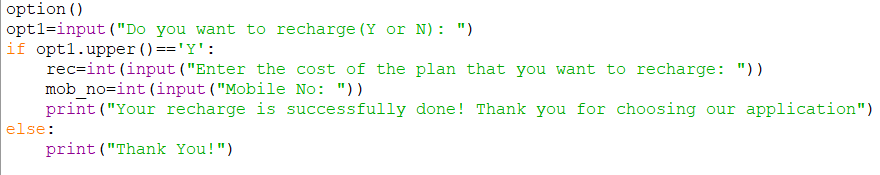 option()
opt1=input("Do you want to recharge(Y or N): ")
if opt1.upper()=='Y':
    rec=int(input("Enter the cost of the plan that you want to recharge: "))
    mob_no=int(input("Mobile No: "))
    print("Your recharge is successfully done! Thank you for choosing our application")
else:
    print("Thank You!")